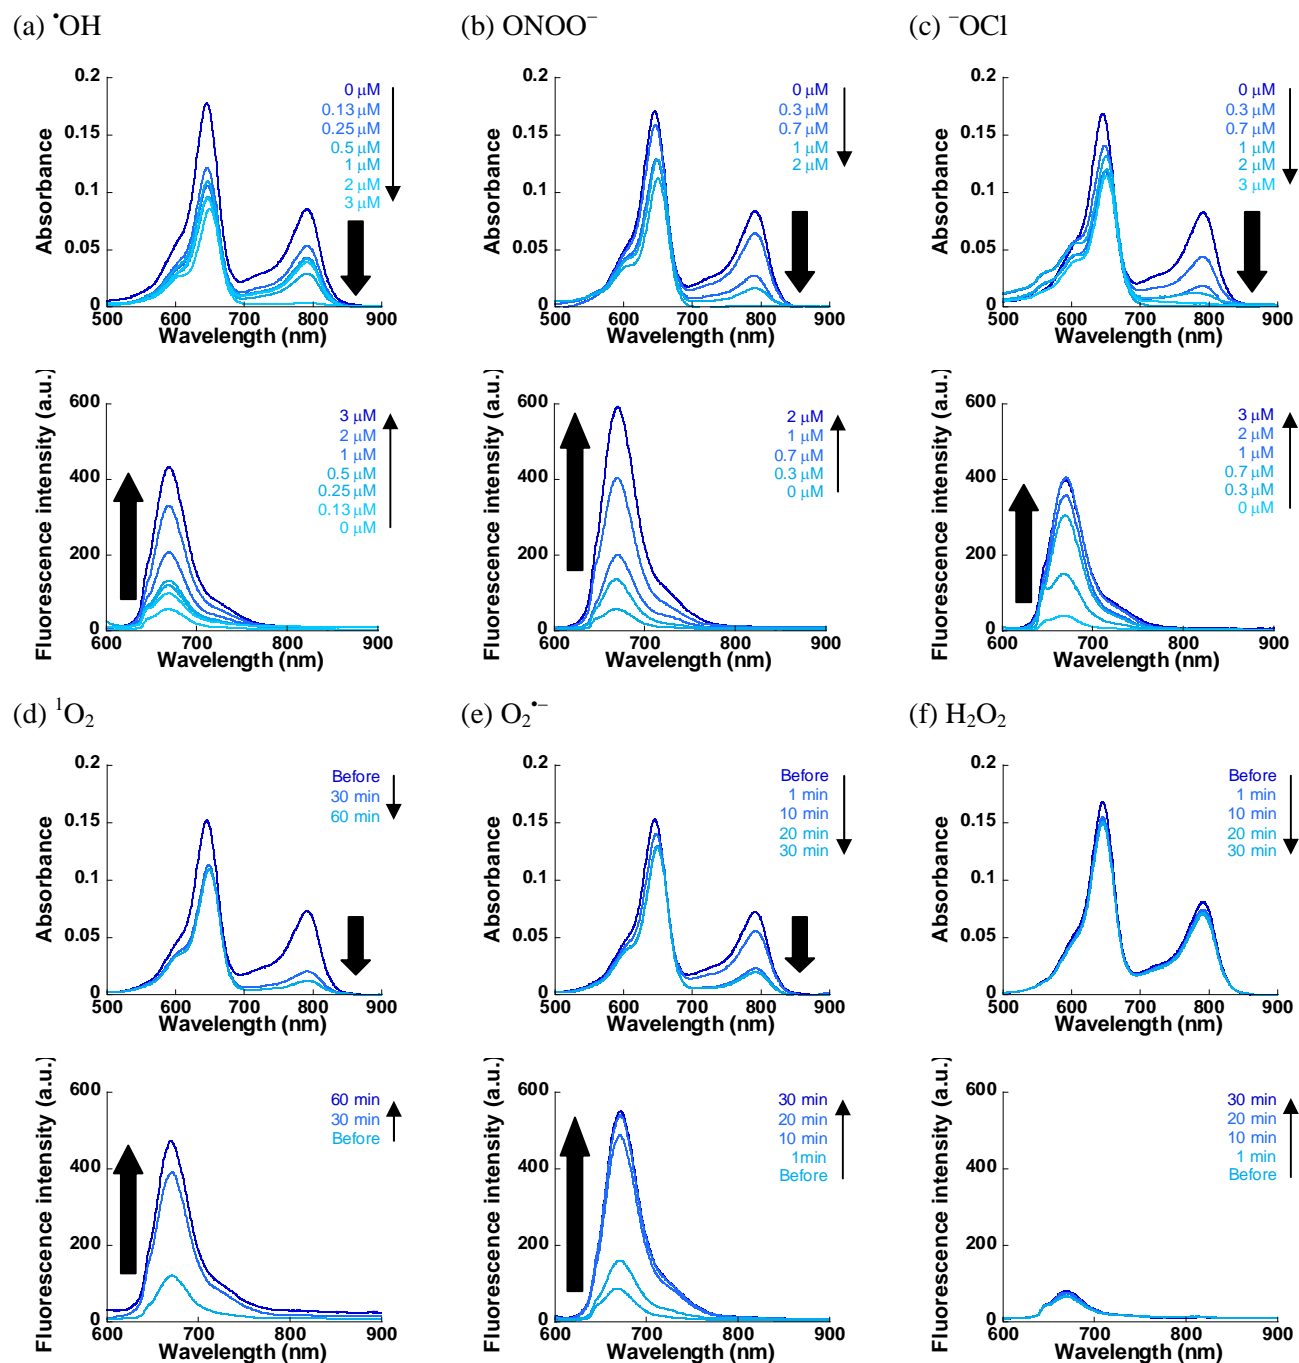 (a) •OH
Absorbance
0.2
0.15
0.1
0.05
0
500 600 700 800 900
Wavelength (nm)
0 μM
0.13 μM
0.25 μM
0.5 μM
1 μM
2 μM
3 μM
Fluorescence intensity (a.u.)
600
400
200
0
600 700 800 900
Wavelength (nm)
3 μM
2 μM
1 μM
0.5 μM
0.25 μM
0.13 μM
0 μM
(b) ONOO⁻
Absorbance
0.2
0.15
0.1
0.05
0
500 600 700 800 900
Wavelength (nm)
0 μM
0.3 μM
0.7 μM
1 μM
2 μM
Fluorescence intensity (a.u.)
600
400
200
0
600 700 800 900
Wavelength (nm)
2 μM
1 μM
0.7 μM
0.3 μM
0 μM
(c) ⁻OCl
Absorbance
0.2
0.15
0.1
0.05
0
500 600 700 800 900
Wavelength (nm)
0 μM
0.3 μM
0.7 μM
1 μM
2 μM
3 μM
Fluorescence intensity (a.u.)
600
400
200
0
600 700 800 900
Wavelength (nm)
3 μM
2 μM
1 μM
0.7 μM
0.3 μM
0 μM
(d) ¹O₂
Absorbance
0.2
0.15
0.1
0.05
0
500 600 700 800 900
Wavelength (nm)
Before
30 min
60 min
Fluorescence intensity (a.u.)
600
400
200
0
600 700 800 900
Wavelength (nm)
60 min
30 min
Before
(e) O₂•⁻
Absorbance
0.2
0.15
0.1
0.05
0
500 600 700 800 900
Wavelength (nm)
Before
1 min
10 min
20 min
30 min
Fluorescence intensity (a.u.)
600
400
200
0
600 700 800 900
Wavelength (nm)
30 min
20 min
10 min
1min
Before
(f) H₂O₂
Absorbance
0.2
0.15
0.1
0.05
0
500 600 700 800 900
Wavelength (nm)
Before
1 min
10 min
20 min
30 min
Fluorescence intensity (a.u.)
600
400
200
0
600 700 800 900
Wavelength (nm)
30 min
20 min
10 min
1 min
Before